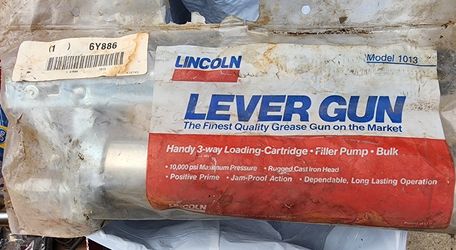 (1) 6Y886
LINCOLN
Model 1013
LEVER GUN
The Finest Quality Grease Gun on the Market
Handy 3-way Loading-Cartridge • Filler Pump • Bulk
• 10,000 psi Maximum Pressure • Rugged Cast Iron Head
• Positive Prime • Jam-Proof Action • Dependable, Long Lasting Operation
LINCOLN